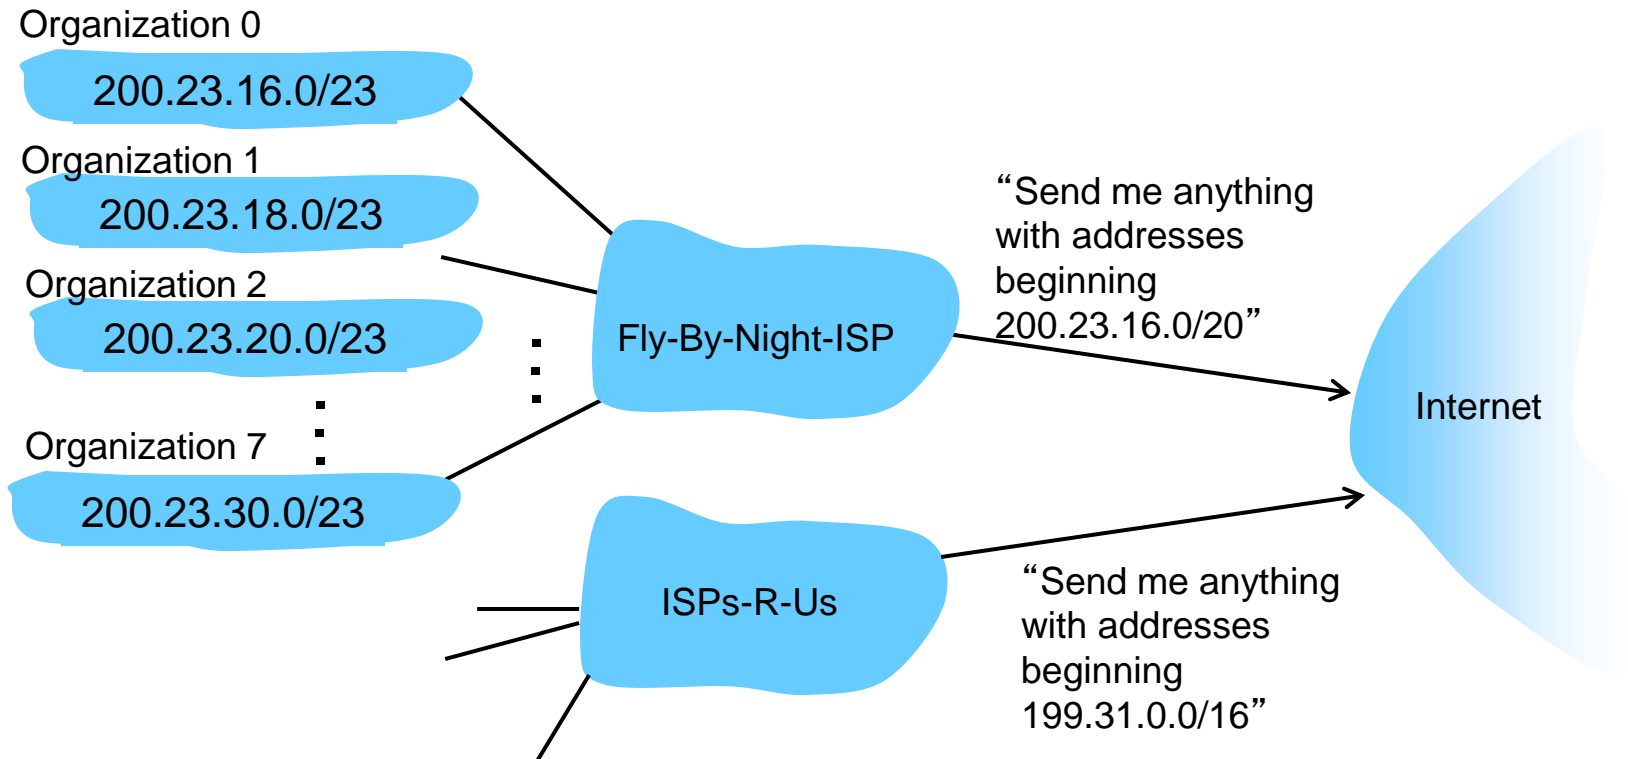 Organization 0
200.23.16.0/23
Organization 1
200.23.18.0/23
Organization 2
200.23.20.0/23
Organization 7
200.23.30.0/23
Fly-By-Night-ISP
“Send me anything
with addresses
beginning
200.23.16.0/20”
Internet
ISPs-R-Us
“Send me anything
with addresses
beginning
199.31.0.0/16”